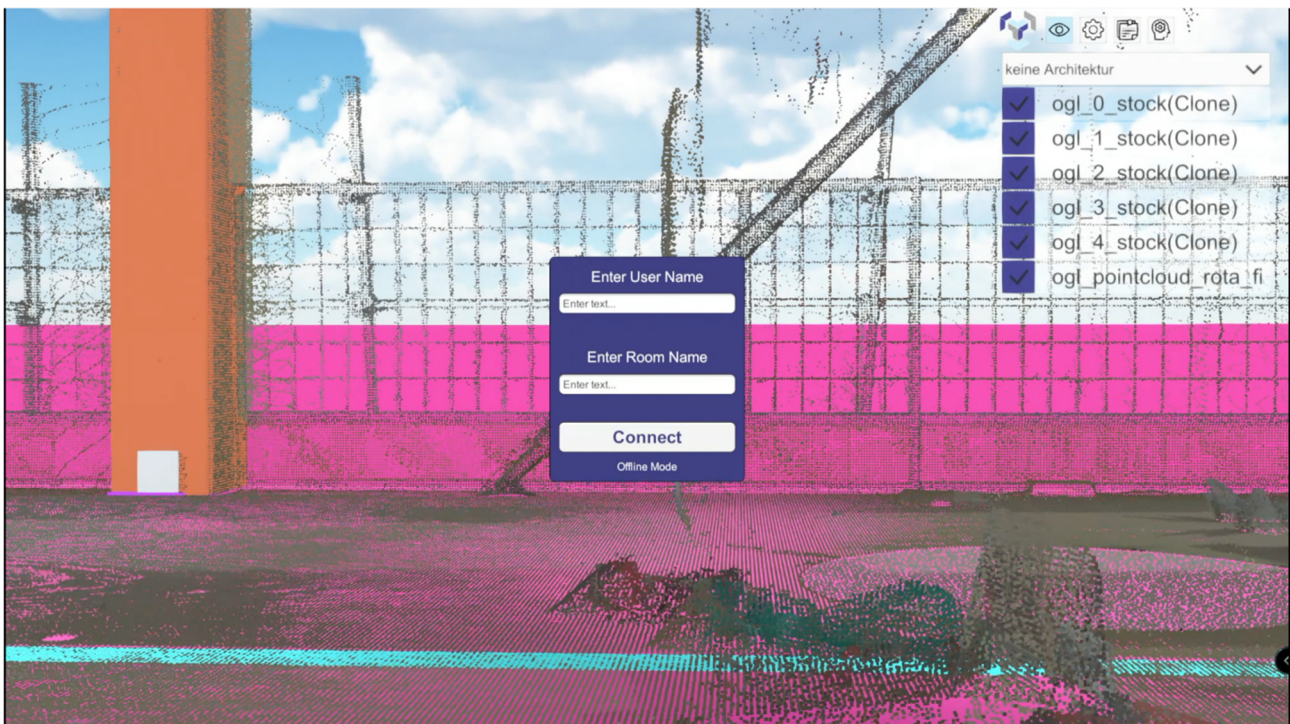 keine Architektur
ogl_0_stock(Clone)
ogl_1_stock(Clone)
ogl_2_stock(Clone)
ogl_3_stock(Clone)
ogl_4_stock(Clone)
ogl_pointcloud_rota_fi
Enter User Name
Enter text...
Enter Room Name
Enter text...
Connect
Offline Mode